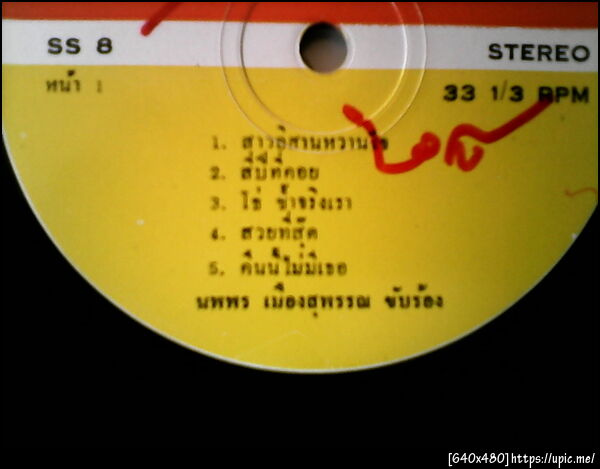 SS 8
STEREO
หน้า 1
33 1/3 RPM
1. สาวอีสานหวานใจ
2. สี่ปีที่คอย
3. โธ่ ช้ำจริงเรา
4. สวยที่สุด
5. คืนนี้ไม่มีเธอ
นพพร เมืองสุพรรณ ขับร้อง
[640x480]https://upic.me/